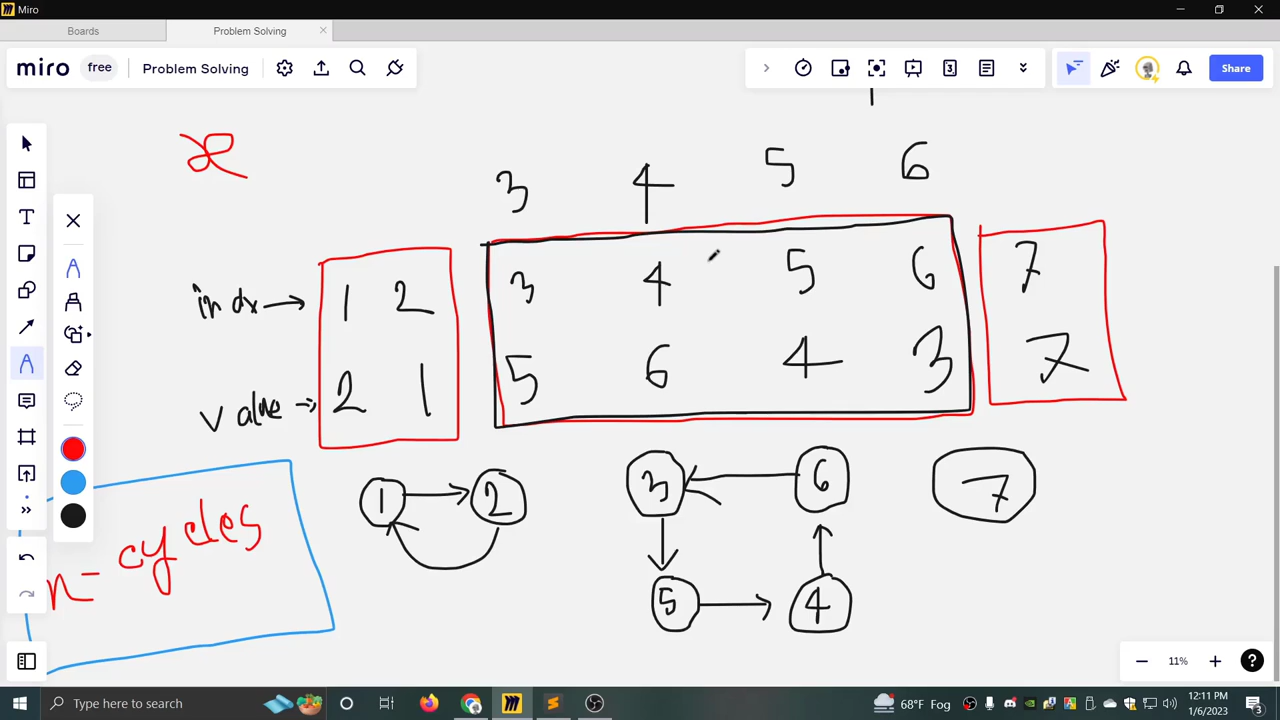 Miro
Boards
Problem Solving
miro free Problem Solving
3
Share
3 4 5 6
indx → 1 2 3 4 5 6 7
value → 2 1 5 6 4 3 7
n-cycles
1 2 3 6 7
5 4
11%
Type here to search
68°F Fog
12:11 PM
1/6/2023
3